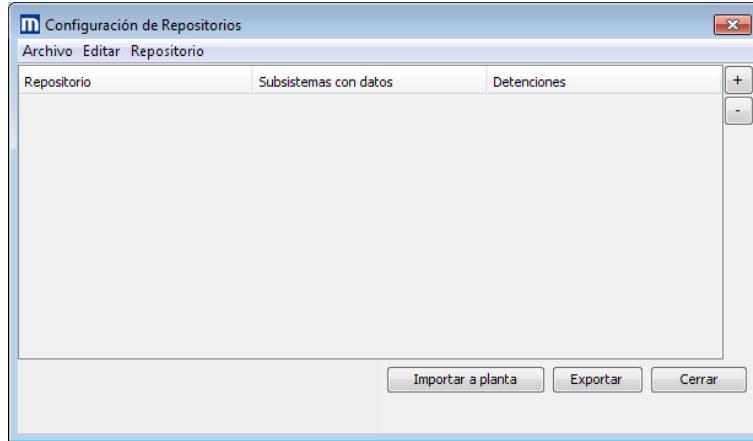 m Configuración de Repositorios
Archivo Editar Repositorio
Repositorio Subsistemas con datos Detenciones +
-
Importar a planta Exportar Cerrar